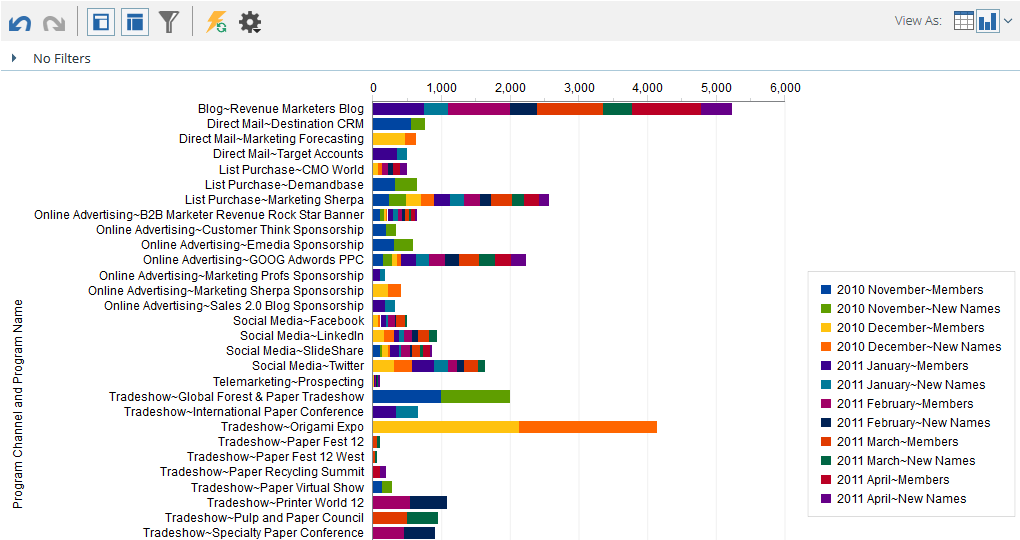 View As:
No Filters
0 1,000 2,000 3,000 4,000 5,000 6,000
Program Channel and Program Name
Blog~Revenue Marketers Blog
Direct Mail~Destination CRM
Direct Mail~Marketing Forecasting
Direct Mail~Target Accounts
List Purchase~CMO World
List Purchase~Demandbase
List Purchase~Marketing Sherpa
Online Advertising~B2B Marketer Revenue Rock Star Banner
Online Advertising~Customer Think Sponsorship
Online Advertising~Emedia Sponsorship
Online Advertising~GOOG Adwords PPC
Online Advertising~Marketing Profs Sponsorship
Online Advertising~Marketing Sherpa Sponsorship
Online Advertising~Sales 2.0 Blog Sponsorship
Social Media~Facebook
Social Media~LinkedIn
Social Media~SlideShare
Social Media~Twitter
Telemarketing~Prospecting
Tradeshow~Global Forest & Paper Tradeshow
Tradeshow~International Paper Conference
Tradeshow~Origami Expo
Tradeshow~Paper Fest 12
Tradeshow~Paper Fest 12 West
Tradeshow~Paper Recycling Summit
Tradeshow~Paper Virtual Show
Tradeshow~Printer World 12
Tradeshow~Pulp and Paper Council
Tradeshow~Specialty Paper Conference
2010 November~Members
2010 November~New Names
2010 December~Members
2010 December~New Names
2011 January~Members
2011 January~New Names
2011 February~Members
2011 February~New Names
2011 March~Members
2011 March~New Names
2011 April~Members
2011 April~New Names